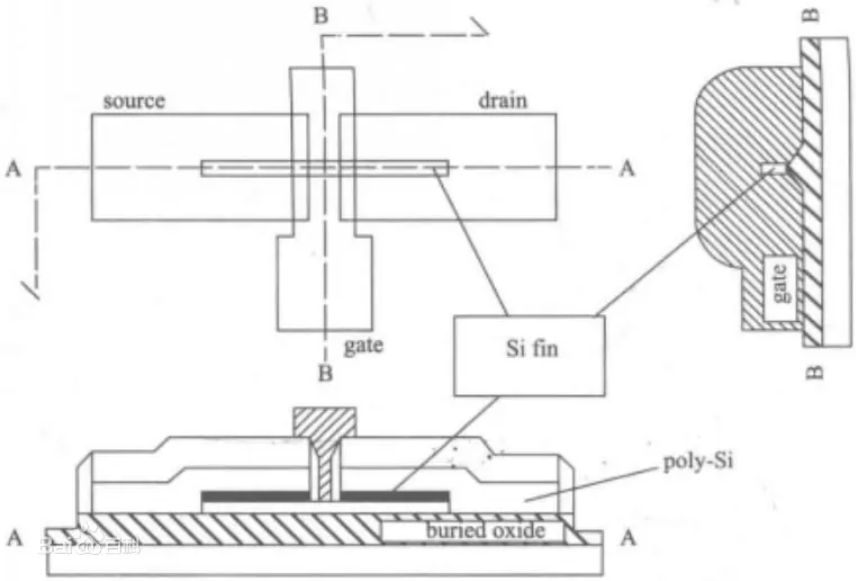 B
B
source
drain
A
A
gate
gate
B
B
Si fin
poly-Si
A
buried oxide
A
Bai百科